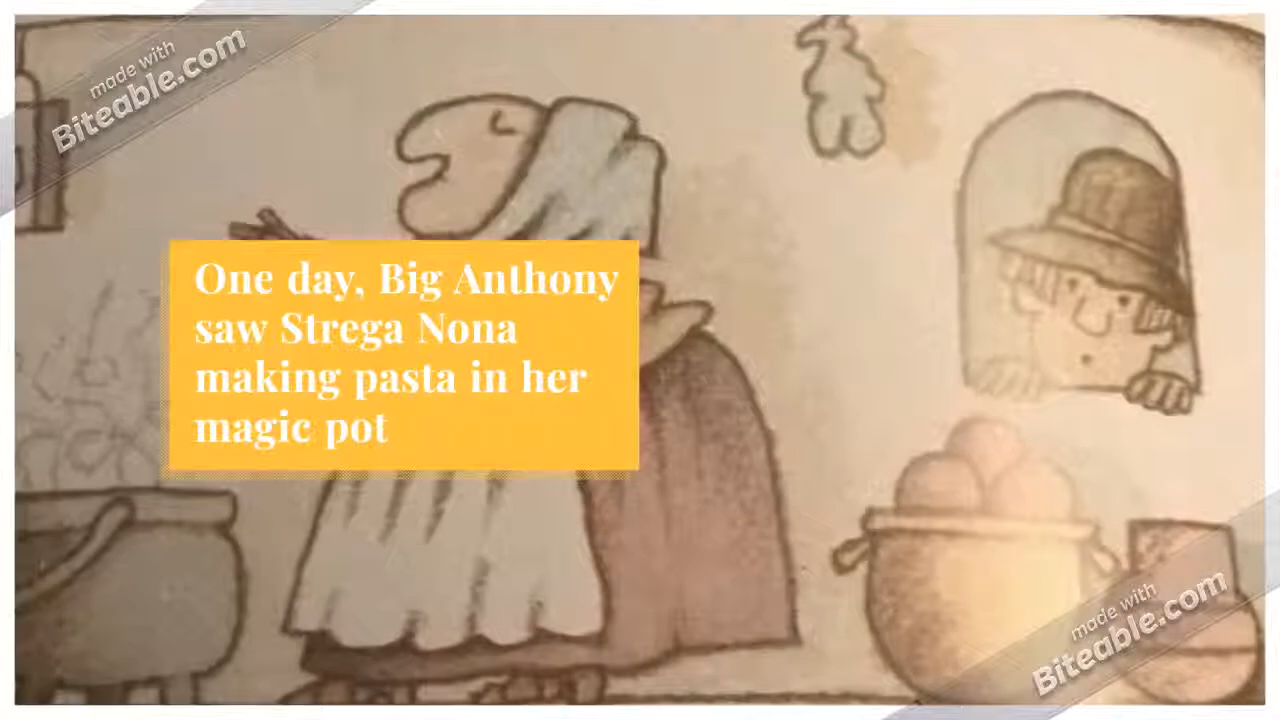 made with
Biteable.com
One day, Big Anthony
saw Strega Nona
making pasta in her
magic pot
made with
Biteable.com